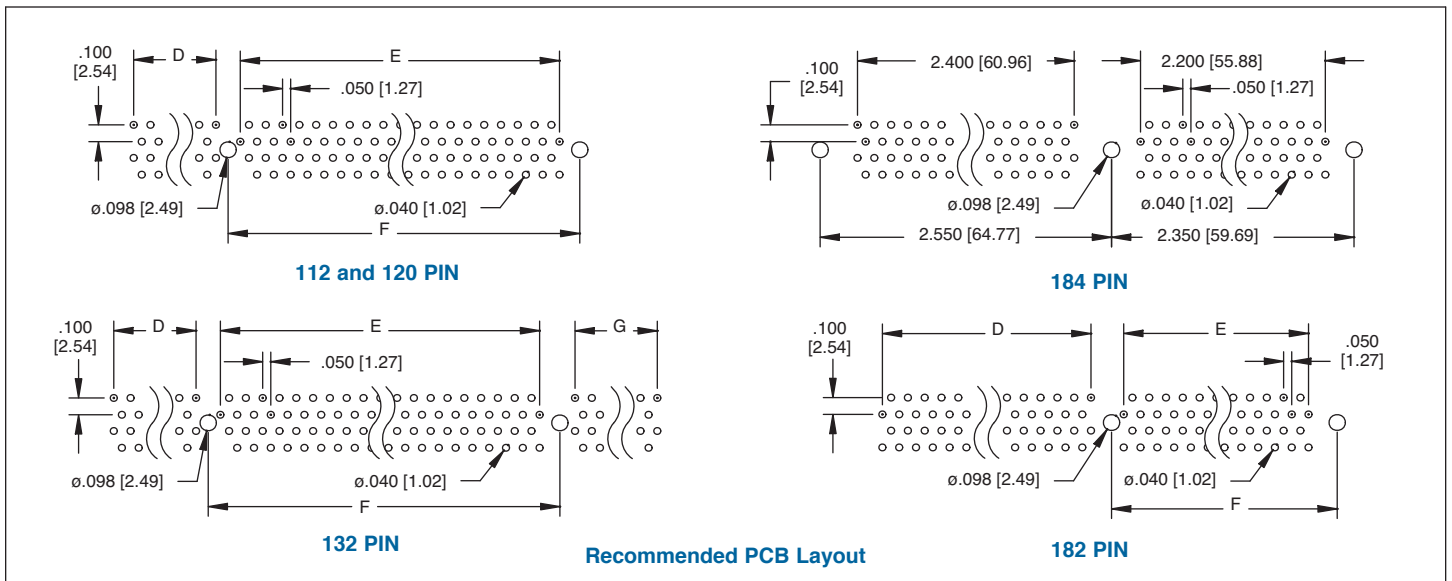 .100
[2.54]
D
E
.050 [1.27]
ø.098 [2.49]
ø.040 [1.02]
F
112 and 120 PIN
.100
[2.54]
2.400 [60.96]
2.200 [55.88]
.050 [1.27]
ø.098 [2.49]
ø.040 [1.02]
2.550 [64.77]
2.350 [59.69]
184 PIN
.100
[2.54]
D
E
G
.050 [1.27]
ø.098 [2.49]
ø.040 [1.02]
F
132 PIN
.100
[2.54]
D
E
.050
[1.27]
ø.098 [2.49]
ø.040 [1.02]
F
182 PIN
Recommended PCB Layout